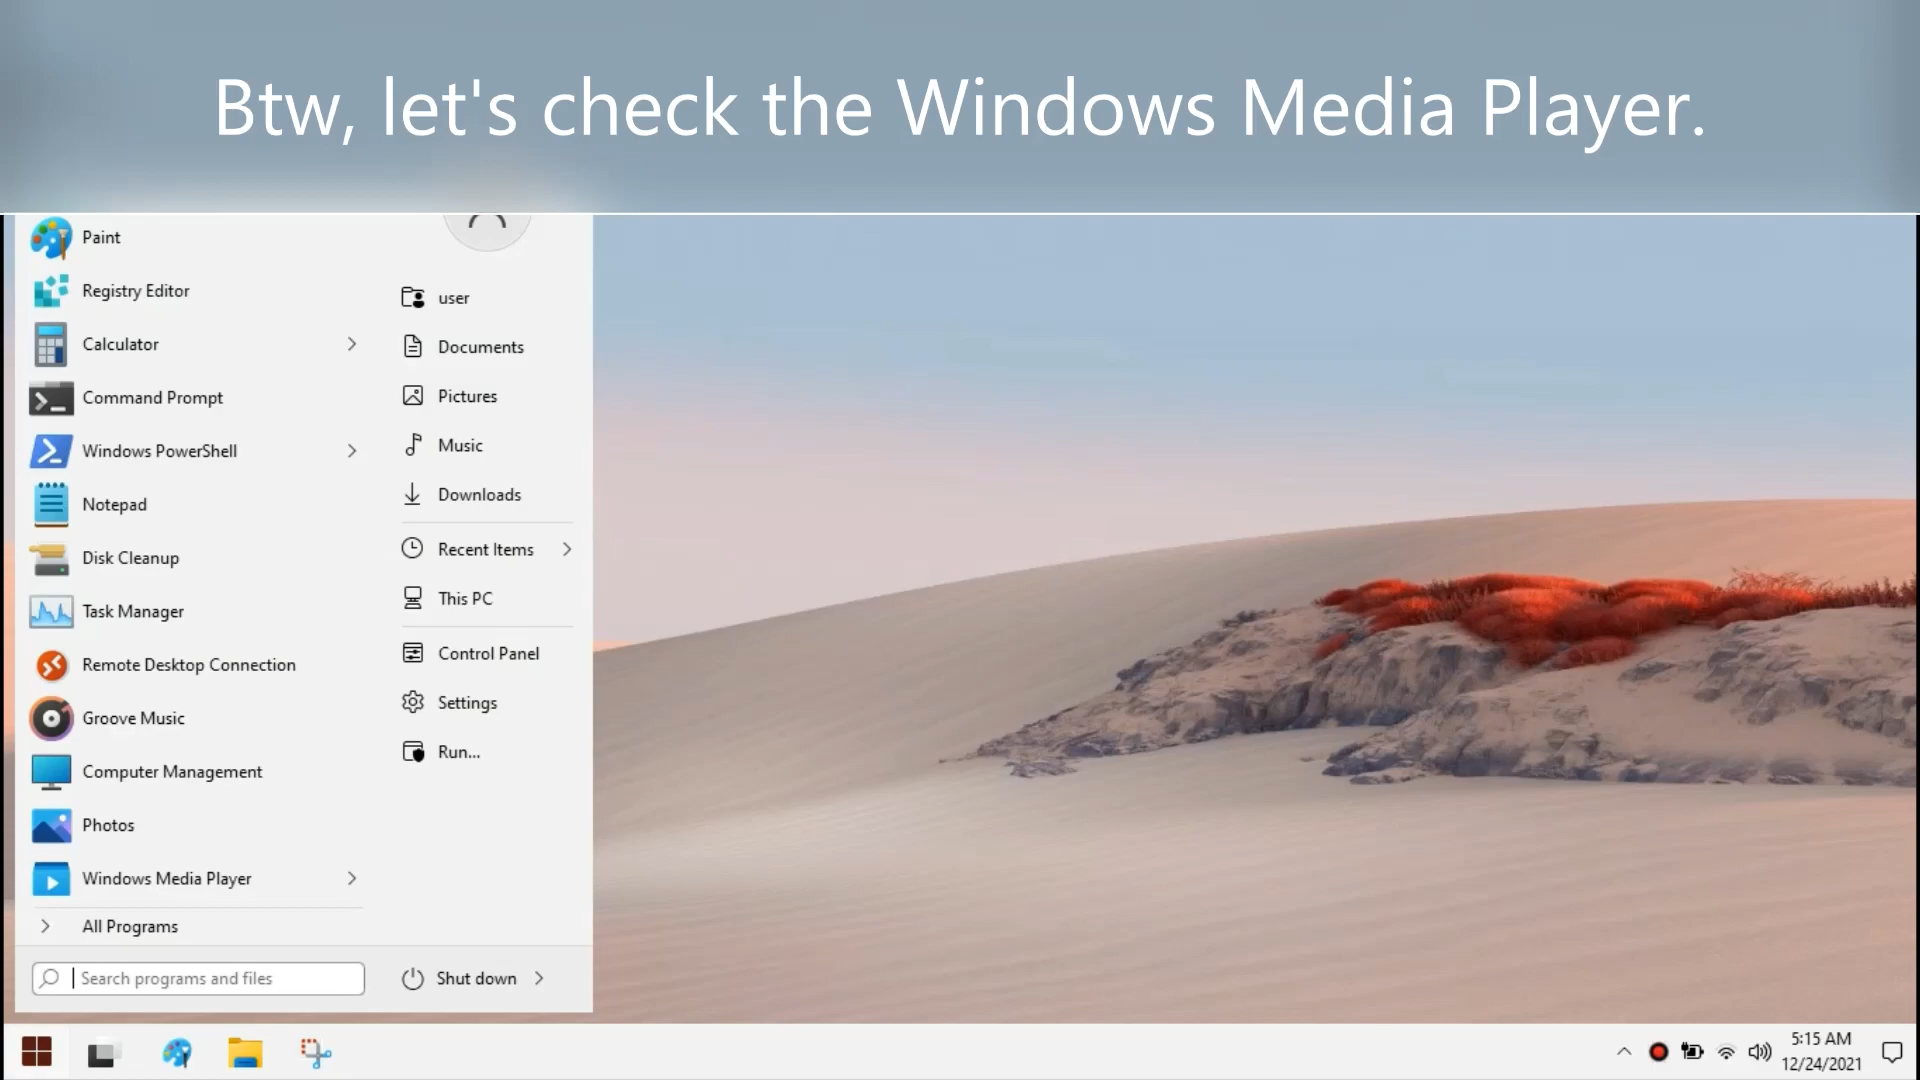 Btw, let's check the Windows Media Player.
Paint
Registry Editor
Calculator
Command Prompt
Windows PowerShell
Notepad
Disk Cleanup
Task Manager
Remote Desktop Connection
Groove Music
Computer Management
Photos
Windows Media Player
All Programs
Search programs and files
user
Documents
Pictures
Music
Downloads
Recent Items
This PC
Control Panel
Settings
Run...
Shut down
5:15 AM
12/24/2021